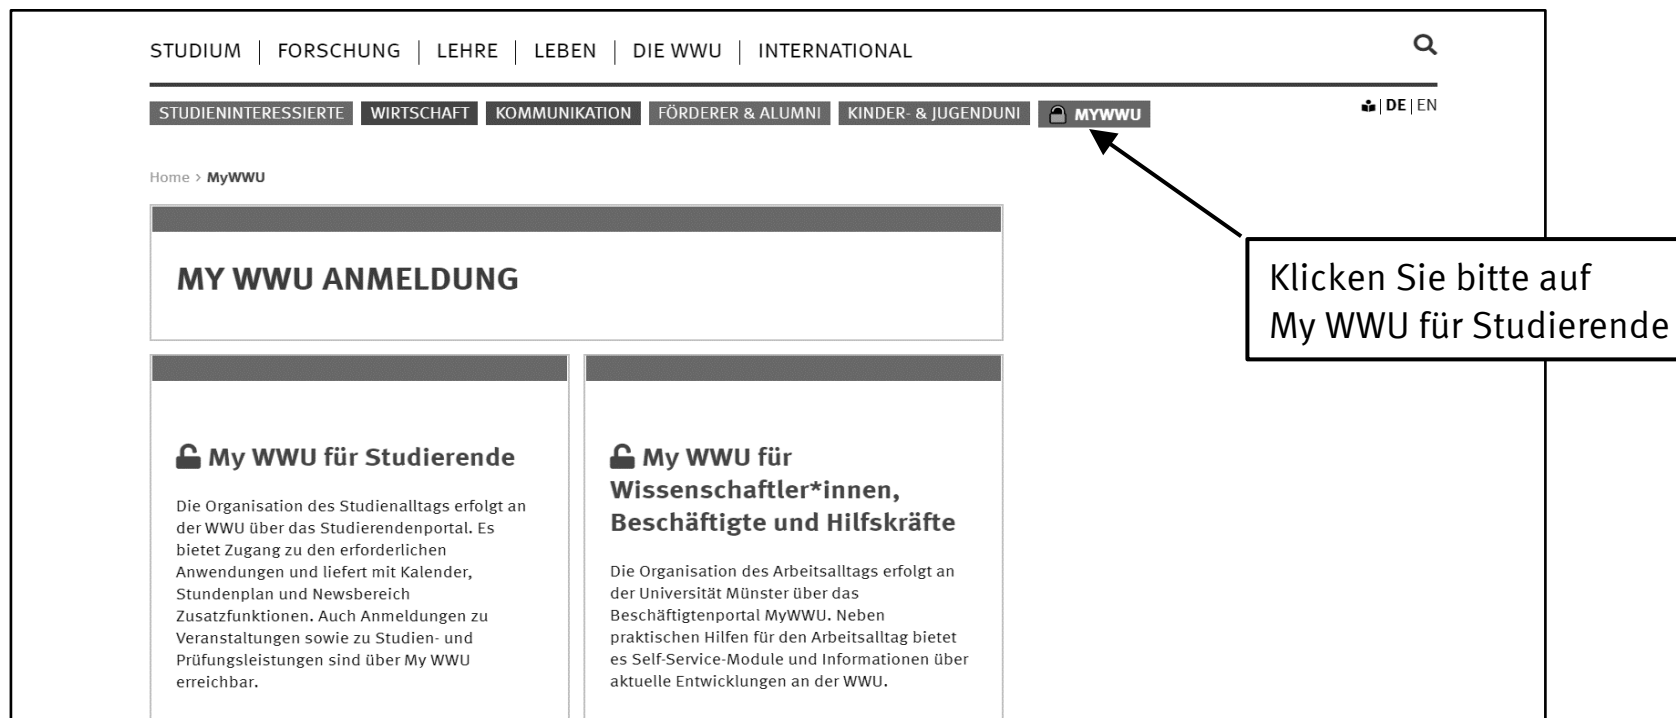 STUDIUM | FORSCHUNG | LEHRE | LEBEN | DIE WWU | INTERNATIONAL
STUDIENINTERESSIERTE WIRTSCHAFT KOMMUNIKATION FÖRDERER & ALUMNI KINDER- & JUGENDUNI MYWWU | DE | EN
Home > MyWWU
MY WWU ANMELDUNG
Klicken Sie bitte auf
My WWU für Studierende
My WWU für Studierende
Die Organisation des Studienalltags erfolgt an
der WWU über das Studierendenportal. Es
bietet Zugang zu den erforderlichen
Anwendungen und liefert mit Kalender,
Stundenplan und Newsbereich
Zusatzfunktionen. Auch Anmeldungen zu
Veranstaltungen sowie zu Studien- und
Prüfungsleistungen sind über My WWU
erreichbar.
My WWU für
Wissenschaftler*innen,
Beschäftigte und Hilfskräfte
Die Organisation des Arbeitsalltags erfolgt an
der Universität Münster über das
Beschäftigtenportal MyWWU. Neben
praktischen Hilfen für den Arbeitsalltag bietet
es Self-Service-Module und Informationen über
aktuelle Entwicklungen an der WWU.